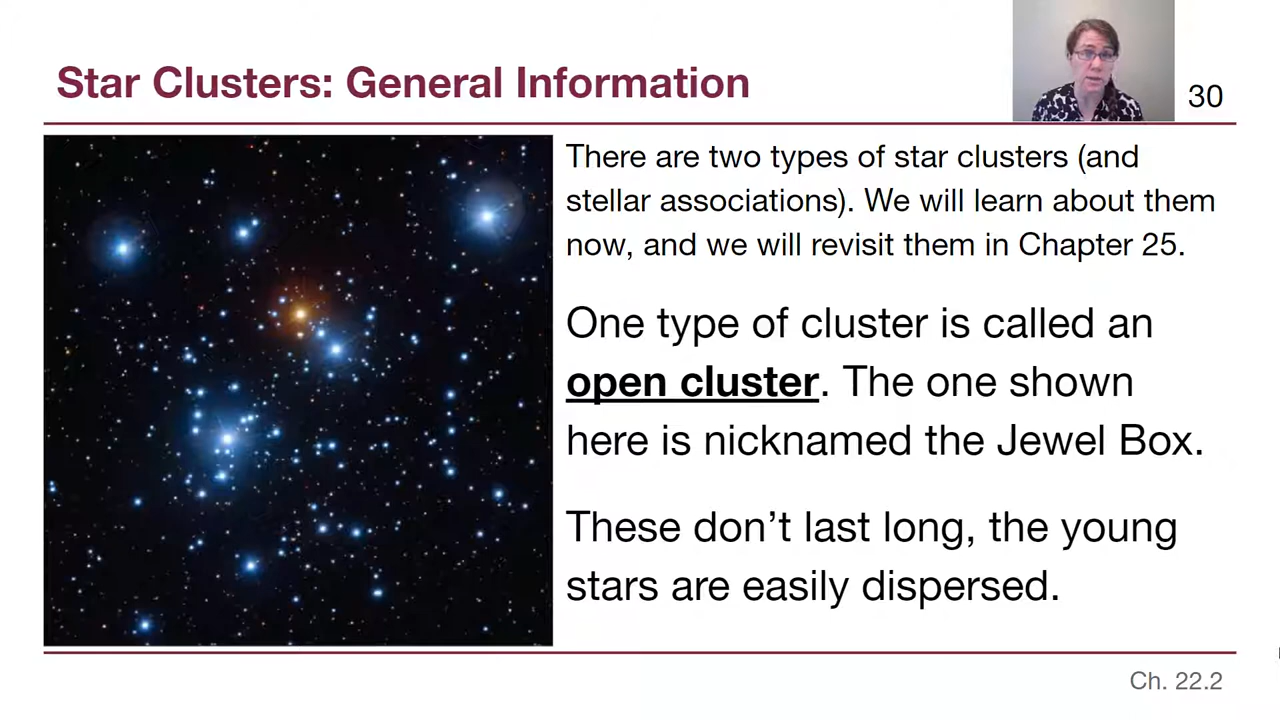 Star Clusters: General Information
30
There are two types of star clusters (and
stellar associations). We will learn about them
now, and we will revisit them in Chapter 25.
One type of cluster is called an
open cluster. The one shown
here is nicknamed the Jewel Box.
These don’t last long, the young
stars are easily dispersed.
Ch. 22.2